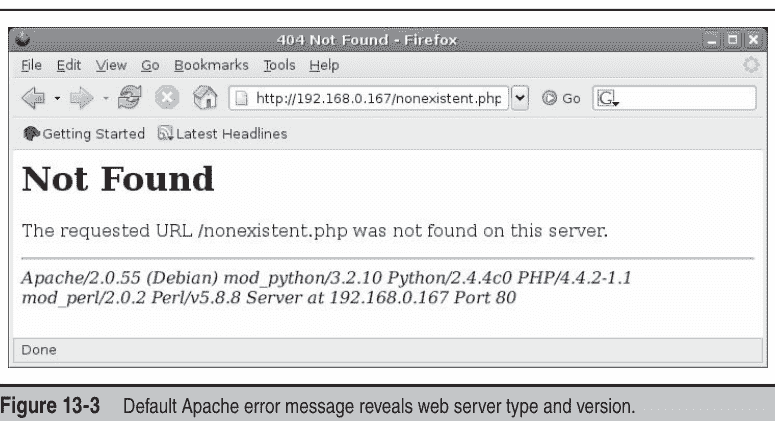 404 Not Found - Firefox
File Edit View Go Bookmarks Tools Help
http://192.168.0.167/nonexistent.php Go G
Getting Started Latest Headlines
Not Found
The requested URL /nonexistent.php was not found on this server.
Apache/2.0.55 (Debian) mod_python/3.2.10 Python/2.4.4c0 PHP/4.4.2-1.1
mod_perl/2.0.2 Perl/v5.8.8 Server at 192.168.0.167 Port 80
Done
Figure 13-3 Default Apache error message reveals web server type and version.